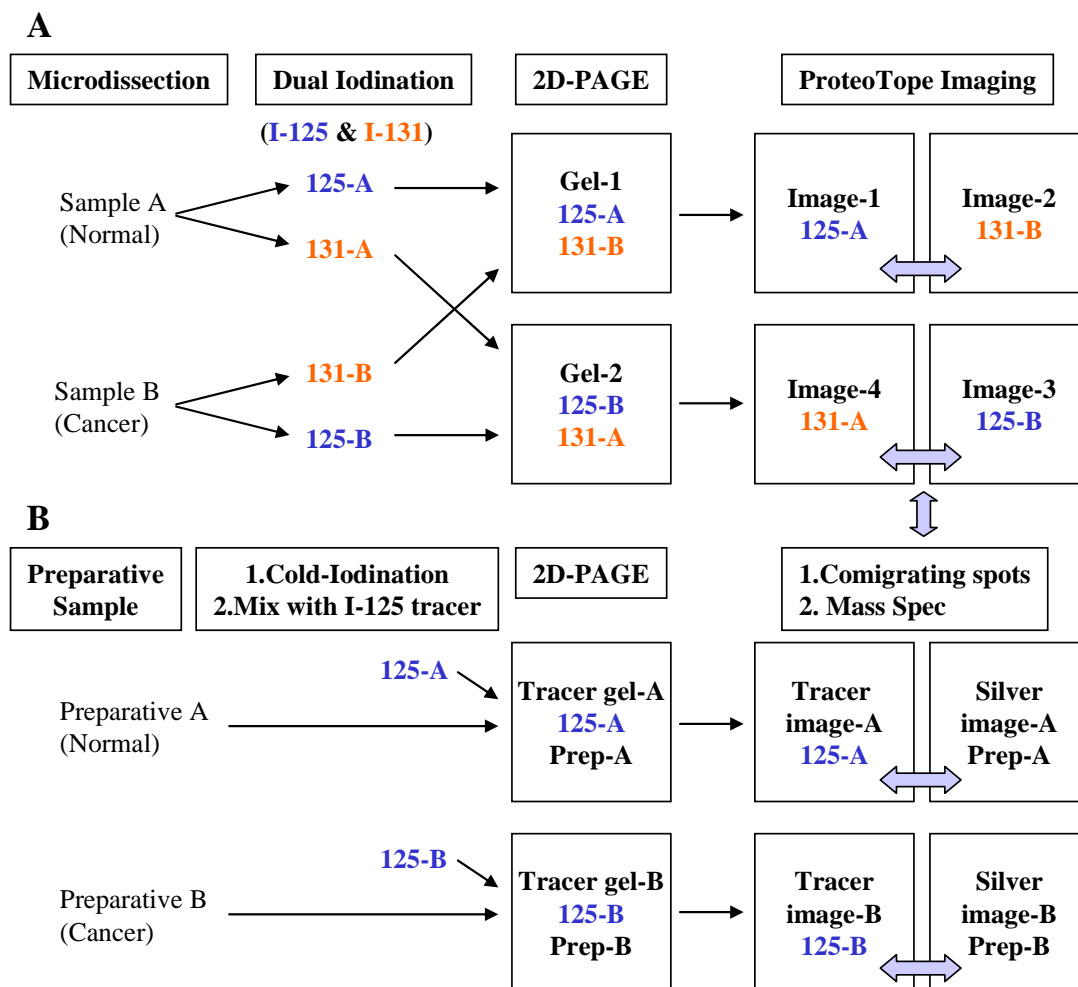 A
Microdissection
Dual Iodination
2D-PAGE
ProteoTope Imaging
(I-125 & I-131)
Sample A
(Normal)
125-A
131-A
Gel-1
125-A
131-B
Image-1
125-A
Image-2
131-B
Sample B
(Cancer)
131-B
125-B
Gel-2
125-B
131-A
Image-4
131-A
Image-3
125-B
B
Preparative
Sample
1.Cold-Iodination
2.Mix with I-125 tracer
2D-PAGE
1.Comigrating spots
2. Mass Spec
Preparative A
(Normal)
125-A
Tracer gel-A
125-A
Prep-A
Tracer
image-A
125-A
Silver
image-A
Prep-A
Preparative B
(Cancer)
125-B
Tracer gel-B
125-B
Prep-B
Tracer
image-B
125-B
Silver
image-B
Prep-B